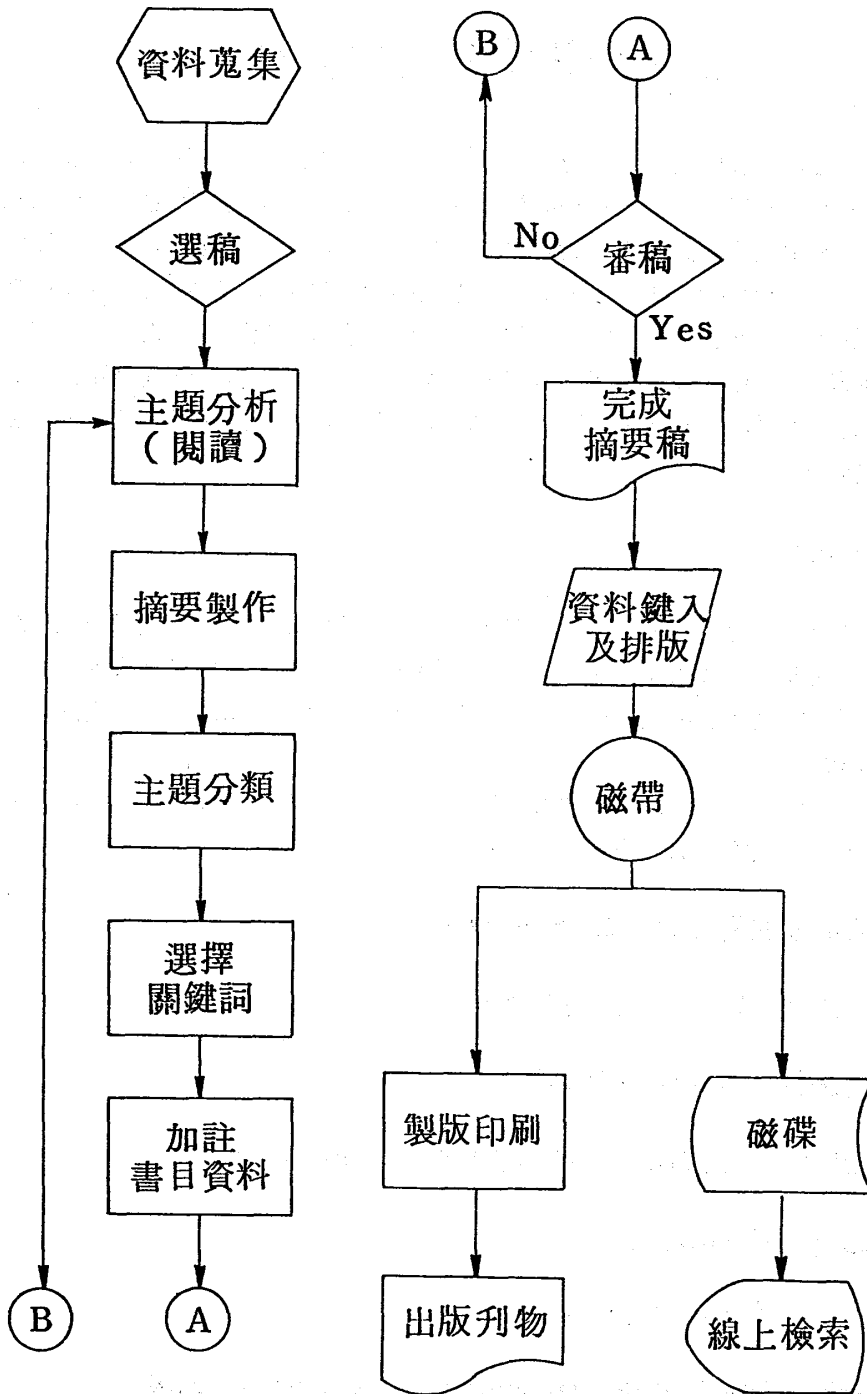 資料蒐集
選稿
主題分析
(閱讀)
摘要製作
主題分類
選擇
關鍵詞
加註
書目資料
B
A
B
A
No
審稿
Yes
完成
摘要稿
資料鍵入
及排版
磁帶
製版印刷
磁碟
出版刋物
線上檢索